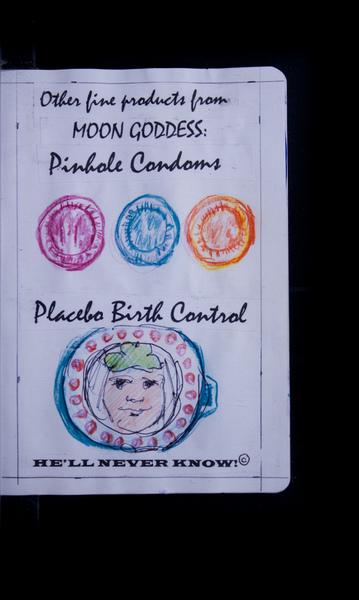 Other fine products from
MOON GODDESS:
Pinhole Condoms
Placebo Birth Control
HE'LL NEVER KNOW!©